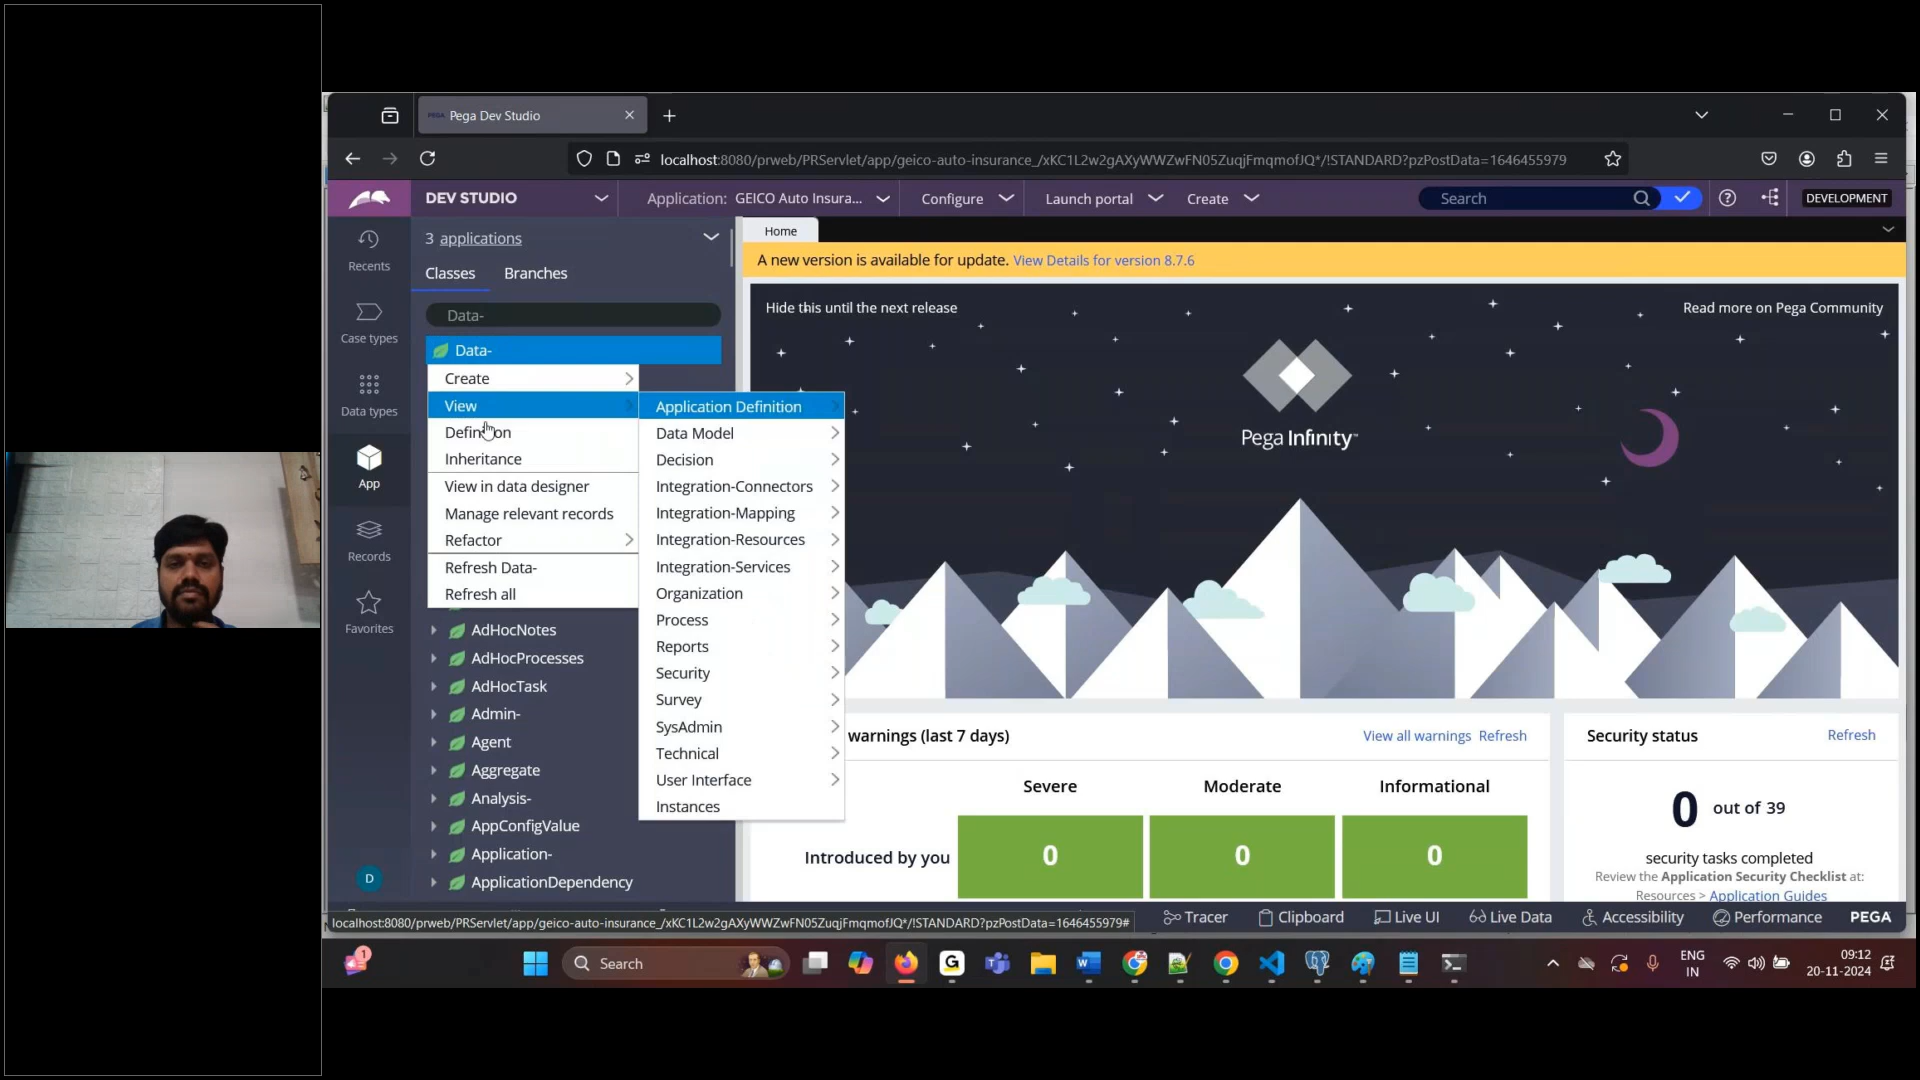 Pega Dev Studio
localhost:8080/prweb/PRServlet/app/geico-auto-insurance_/xKC1L2w2gAXyWWZwFN05ZuqjFmqmofJQ*/!STANDARD?pzPostData=1646455979
DEV STUDIO
Application: GEICO Auto Insura...
Configure
Launch portal
Create
Search
DEVELOPMENT
Recents
Case types
Data types
App
Records
Favorites
D
3 applications
Classes
Branches
Data-
Data-
Create
View
Definition
Inheritance
View in data designer
Manage relevant records
Refactor
Refresh Data-
Refresh all
AdHocNotes
AdHocProcesses
AdHocTask
Admin-
Agent
Aggregate
Analysis-
AppConfigValue
Application-
ApplicationDependency
Application Definition
Data Model
Decision
Integration-Connectors
Integration-Mapping
Integration-Resources
Integration-Services
Organization
Process
Reports
Security
Survey
SysAdmin
Technical
User Interface
Instances
Home
A new version is available for update. View Details for version 8.7.6
Hide this until the next release
Read more on Pega Community
Pega Infinity™
warnings (last 7 days)
View all warnings Refresh
Severe
Moderate
Informational
Introduced by you
0
0
0
Security status
Refresh
0 out of 39
security tasks completed
Review the Application Security Checklist at:
Resources > Application Guides
localhost:8080/prweb/PRServlet/app/geico-auto-insurance_/xKC1L2w2gAXyWWZwFN05ZuqjFmqmofJQ*/!STANDARD?pzPostData=1646455979#
Tracer
Clipboard
Live UI
Live Data
Accessibility
Performance
PEGA
1
Search
ENG
IN
09:12
20-11-2024